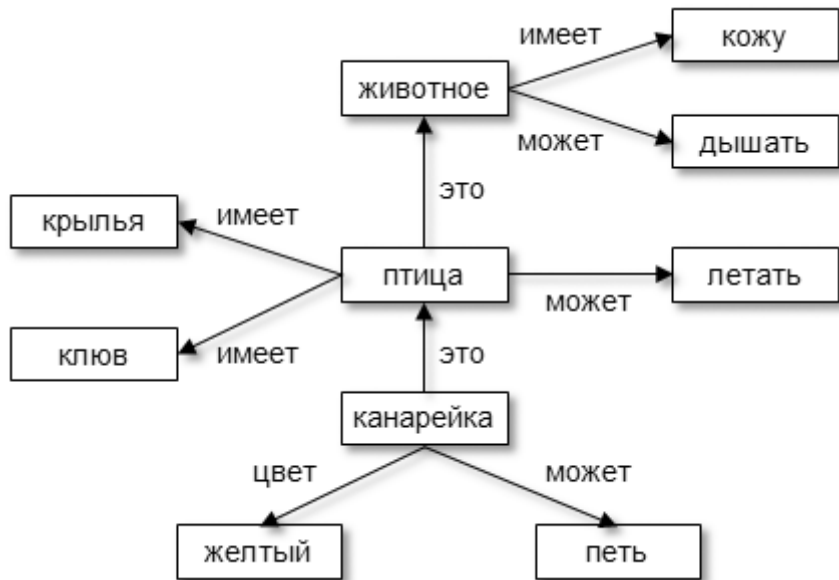 имеет
кожу
животное
может
дышать
это
крылья
имеет
птица
летать
может
клюв
имеет
это
канарейка
цвет
может
желтый
петь